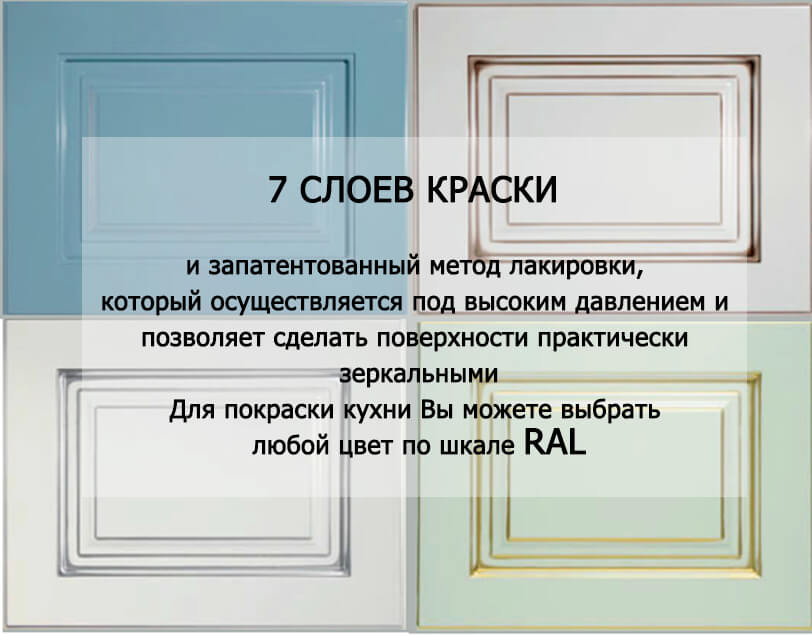 7 СЛОЕВ КРАСКИ
и запатентованный метод лакировки,
который осуществляется под высоким давлением и
позволяет сделать поверхности практически
зеркальными
Для покраски кухни Вы можете выбрать
любой цвет по шкале RAL